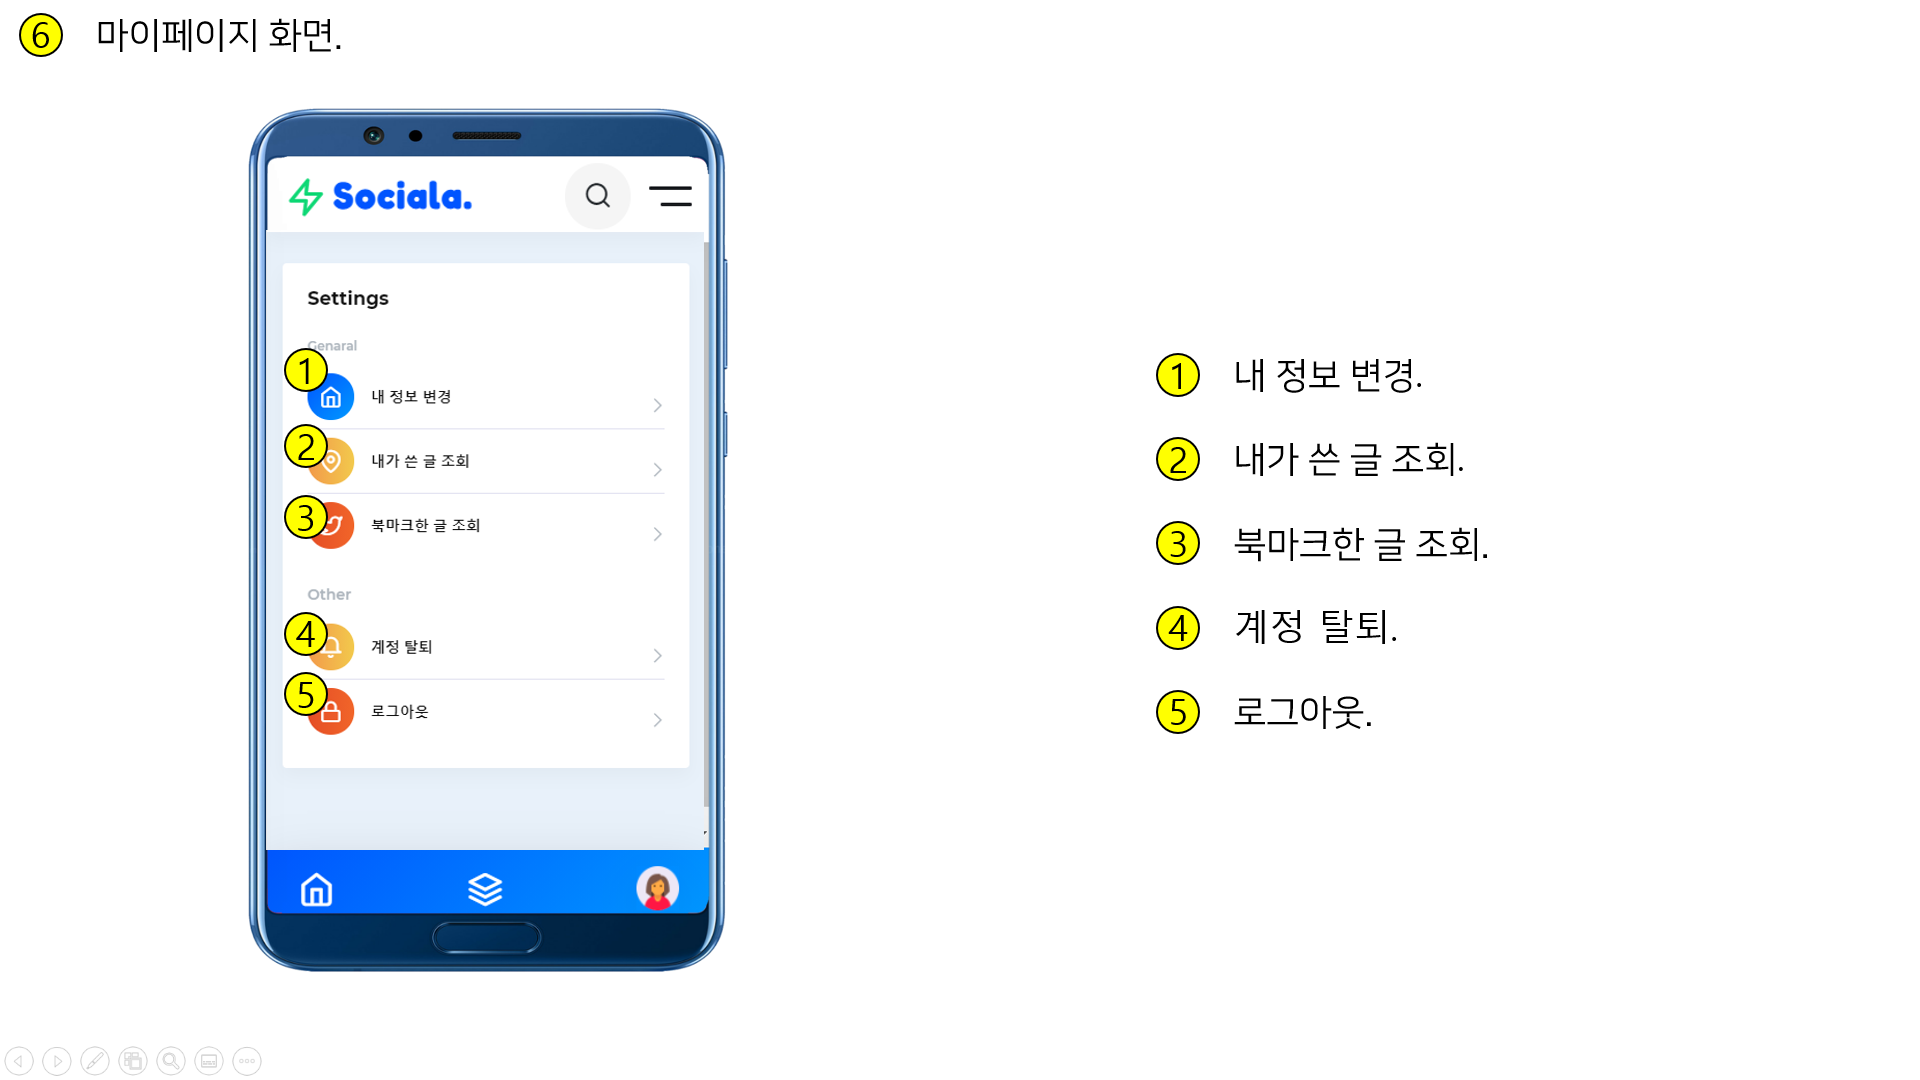 6 마이페이지 화면.
Sociala.
Settings
Genaral
1 내 정보 변경
2 내가 쓴 글 조회
3 북마크한 글 조회
Other
4 계정 탈퇴
5 로그아웃
1 내 정보 변경.
2 내가 쓴 글 조회.
3 북마크한 글 조회.
4 계정 탈퇴.
5 로그아웃.